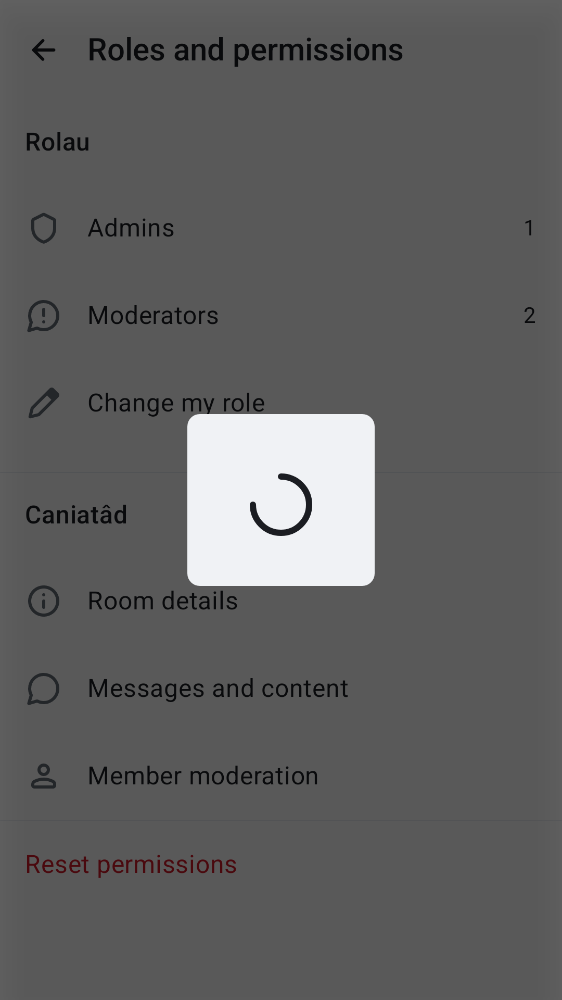 Roles and permissions
Rolau
Admins 1
Moderators 2
Change my role
Caniatâd
Room details
Messages and content
Member moderation
Reset permissions